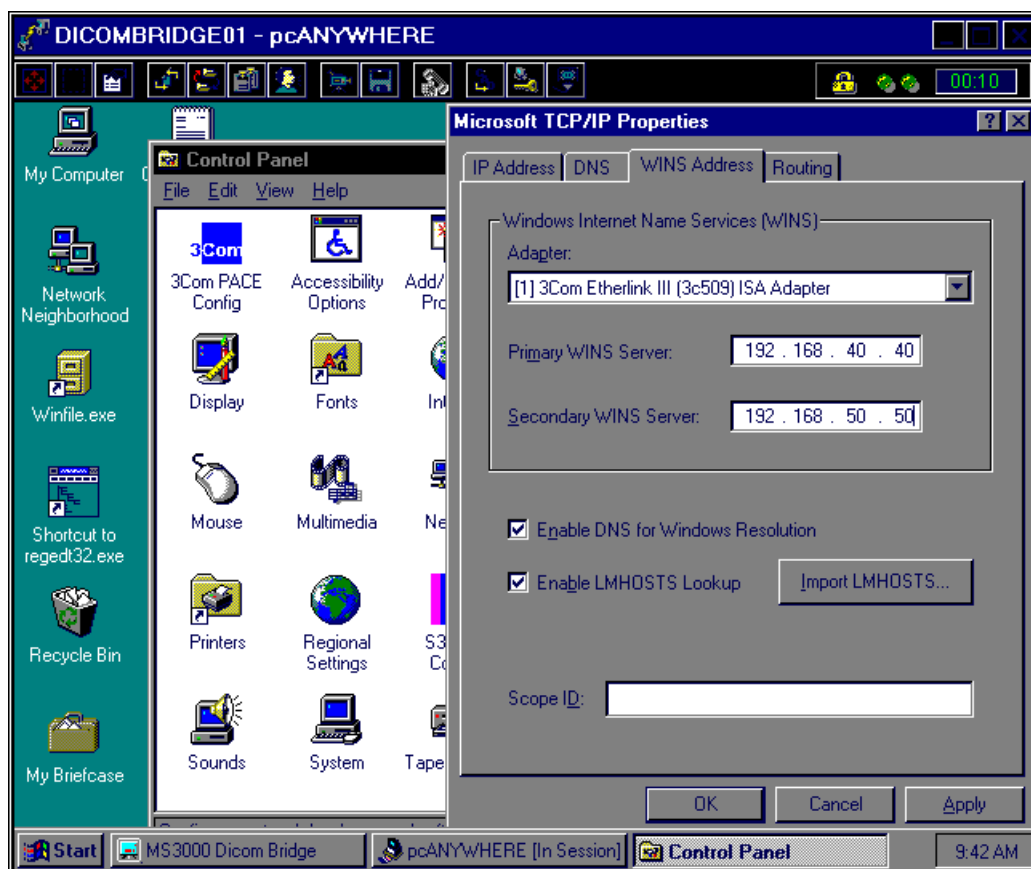 DICOMBRIDGE01 - pcANYWHERE
00:10
My Computer
Network
Neighborhood
Winfile.exe
Shortcut to
regedt32.exe
Recycle Bin
My Briefcase
Control Panel
File Edit View Help
3Com
3Com PACE
Config
Accessibility
Options
Add/
Display
Fonts
Mouse
Multimedia
Printers
Regional
Settings
S3
Sounds
System
Tape
Microsoft TCP/IP Properties
IP Address DNS WINS Address Routing
Windows Internet Name Services (WINS)
Adapter:
[1] 3Com Etherlink III (3c509) ISA Adapter
Primary WINS Server: 192 . 168 . 40 . 40
Secondary WINS Server: 192 . 168 . 50 . 50
Enable DNS for Windows Resolution
Enable LMHOSTS Lookup
Import LMHOSTS...
Scope ID:
OK Cancel Apply
Start MS3000 Dicom Bridge pcANYWHERE [In Session] Control Panel 9:42 AM